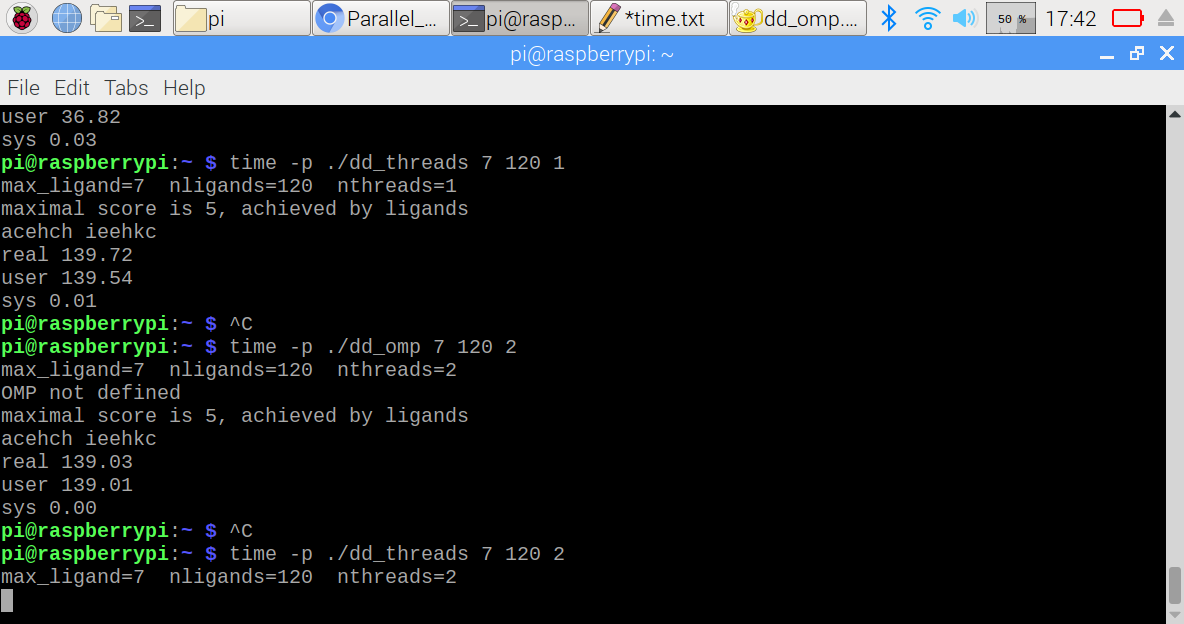 pi
Parallel_...
pi@rasp...
*time.txt
dd_omp....
50 %
17:42
pi@raspberrypi: ~
File Edit Tabs Help
user 36.82
sys 0.03
pi@raspberrypi:~ $ time -p ./dd_threads 7 120 1
max_ligand=7  nligands=120  nthreads=1
maximal score is 5, achieved by ligands
acehch ieehkc
real 139.72
user 139.54
sys 0.01
pi@raspberrypi:~ $ ^C
pi@raspberrypi:~ $ time -p ./dd_omp 7 120 2
max_ligand=7  nligands=120  nthreads=2
OMP not defined
maximal score is 5, achieved by ligands
acehch ieehkc
real 139.03
user 139.01
sys 0.00
pi@raspberrypi:~ $ ^C
pi@raspberrypi:~ $ time -p ./dd_threads 7 120 2
max_ligand=7  nligands=120  nthreads=2